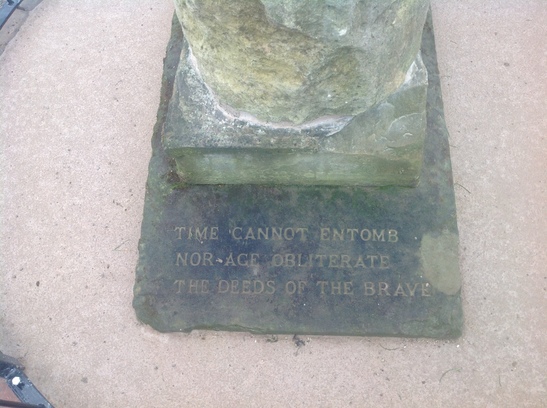 TIME CANNOT ENTOMB
NOR AGE OBLITERATE
THE DEEDS OF THE BRAVE